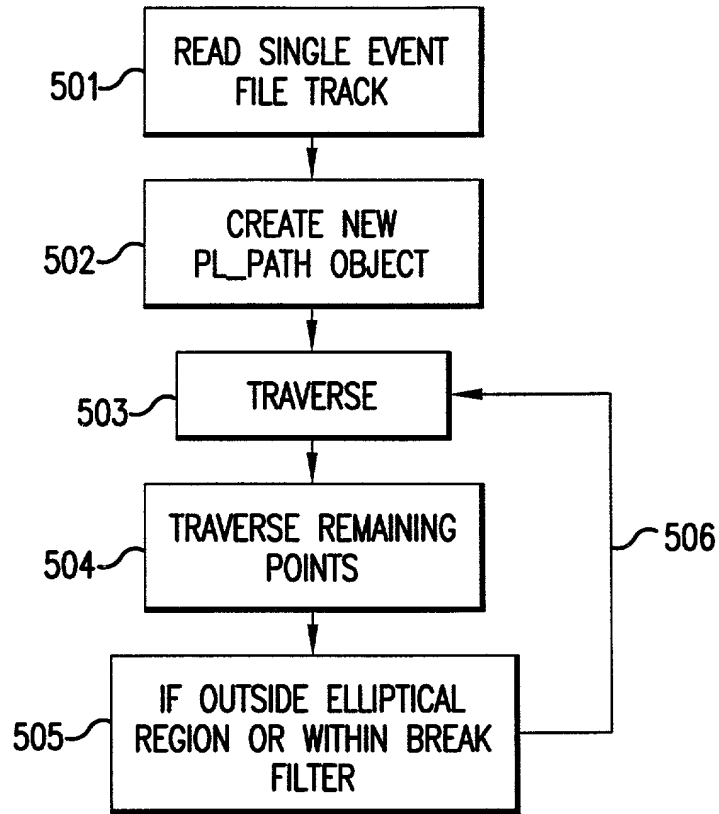 501
READ SINGLE EVENT
FILE TRACK
502
CREATE NEW
PL_PATH OBJECT
503
TRAVERSE
504
TRAVERSE REMAINING
POINTS
506
505
IF OUTSIDE ELLIPTICAL
REGION OR WITHIN BREAK
FILTER